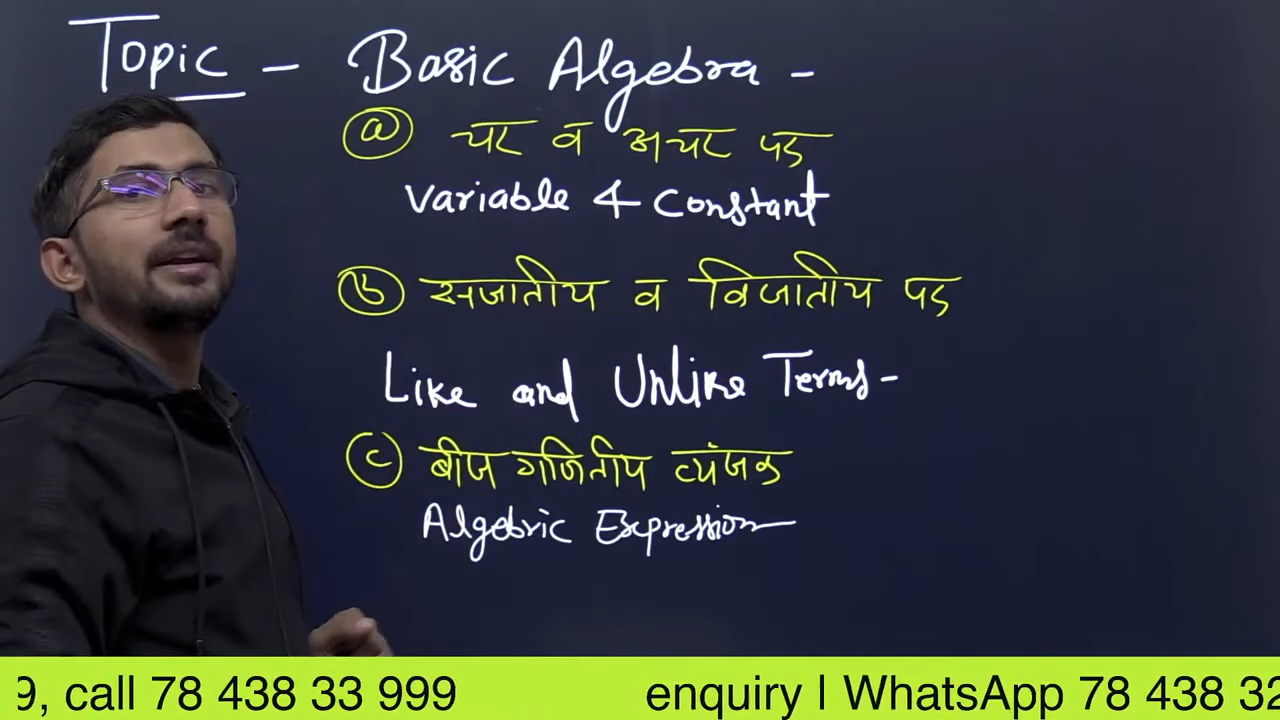 Topic - Basic Algebra -
(a) चर व अचर पद
Variable & Constant
(b) सजातीय व विजातीय पद
Like and Unlike Terms -
(c) बीज गणितीय व्यंजक
Algebric Expression
9, call 78 438 33 999 enquiry I WhatsApp 78 438 32